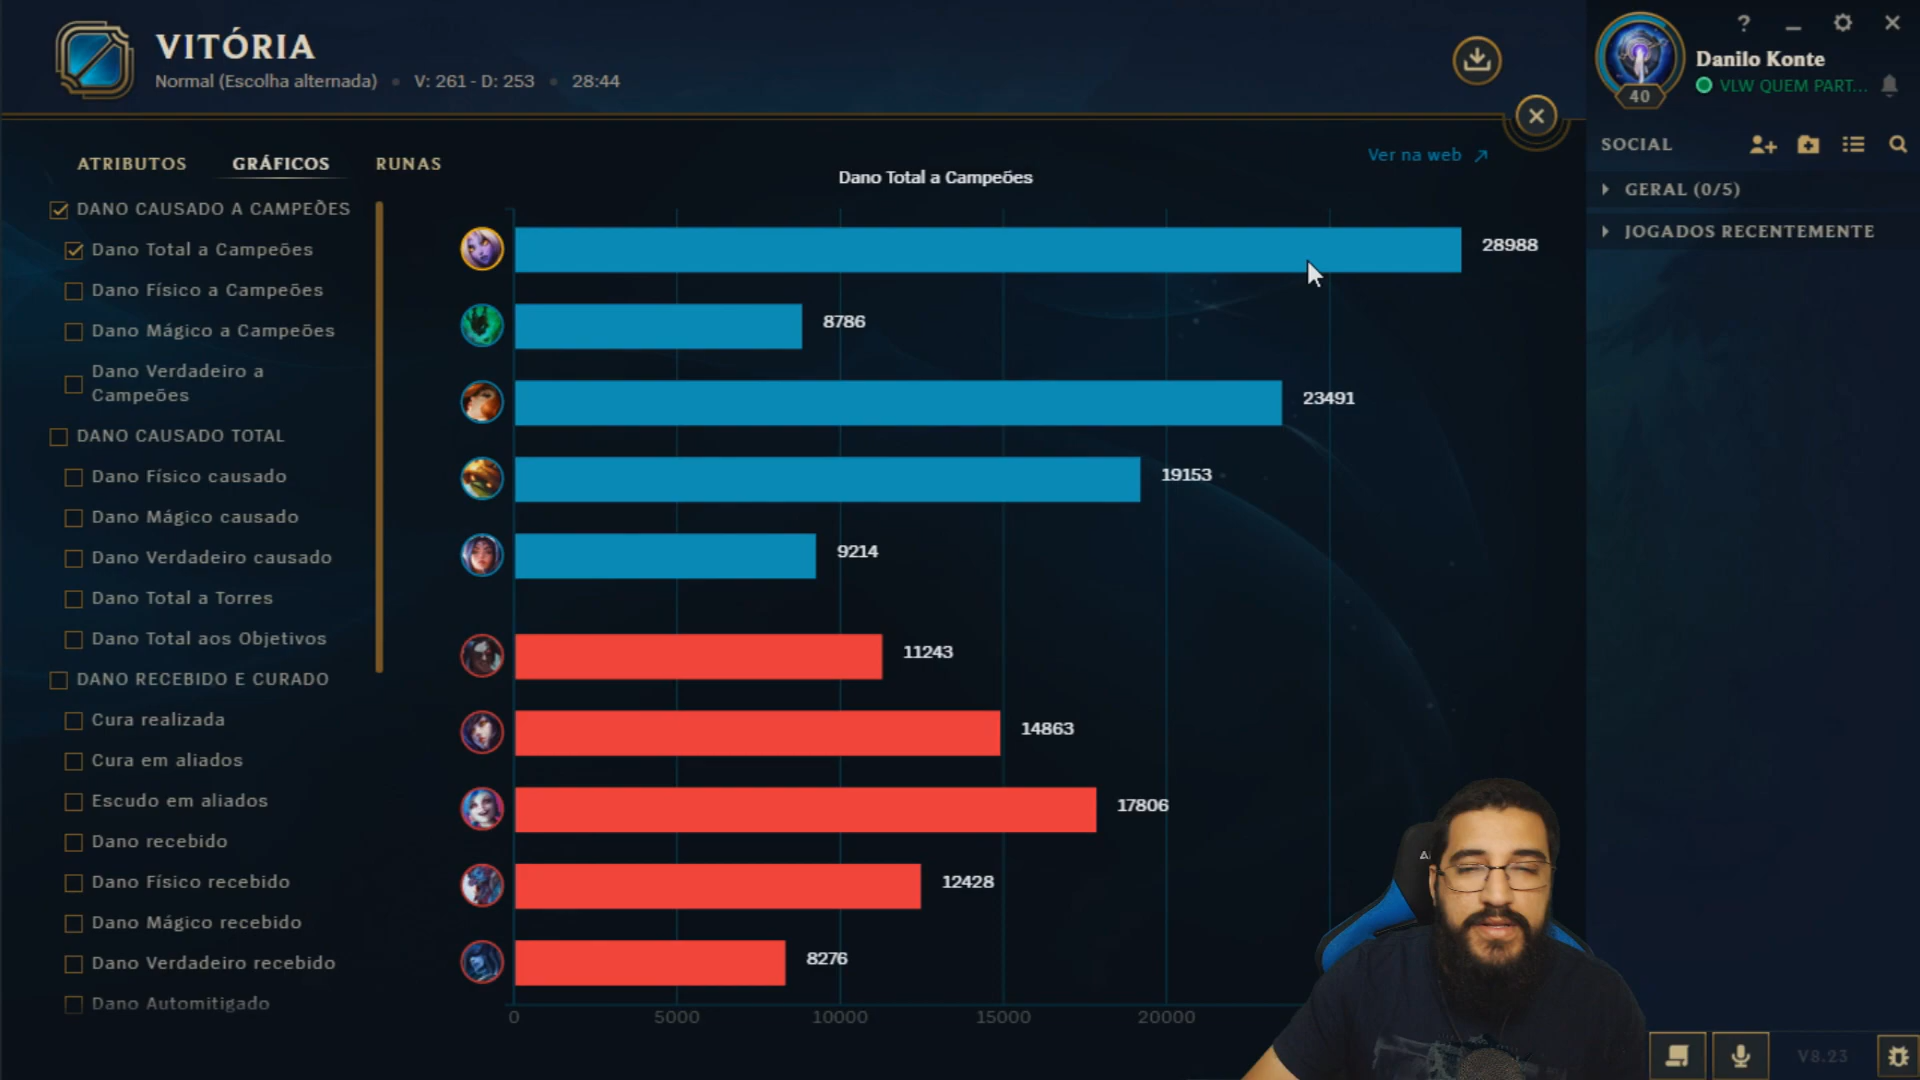 VITÓRIA
Normal (Escolha alternada) • V: 261 - D: 253 • 28:44
?
Danilo Konte
VLW QUEM PART...
40
ATRIBUTOS GRÁFICOS RUNAS
Ver na web
Dano Total a Campeões
SOCIAL
GERAL (0/5)
JOGADOS RECENTEMENTE
DANO CAUSADO A CAMPEÕES
Dano Total a Campeões
Dano Físico a Campeões
Dano Mágico a Campeões
Dano Verdadeiro a
Campeões
DANO CAUSADO TOTAL
Dano Físico causado
Dano Mágico causado
Dano Verdadeiro causado
Dano Total a Torres
Dano Total aos Objetivos
DANO RECEBIDO E CURADO
Cura realizada
Cura em aliados
Escudo em aliados
Dano recebido
Dano Físico recebido
Dano Mágico recebido
Dano Verdadeiro recebido
Dano Automitigado
28988
8786
23491
19153
9214
11243
14863
17806
12428
8276
0 5000 10000 15000 20000
V8.23